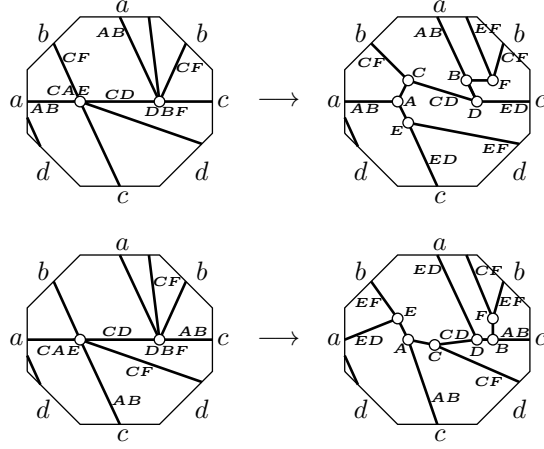 a a
b AB b b AB EF b
CF CF CF C B F CF
a CAE CD c a A CD c
AB DBF AB D ED
E EF
ED
d d d d
c c
a a
b b b ED CF b
CF EF E F EF
a CD AB c a CD AB c
CAE DBF ED A C D B
CF CF
AB AB
d d d d
c c